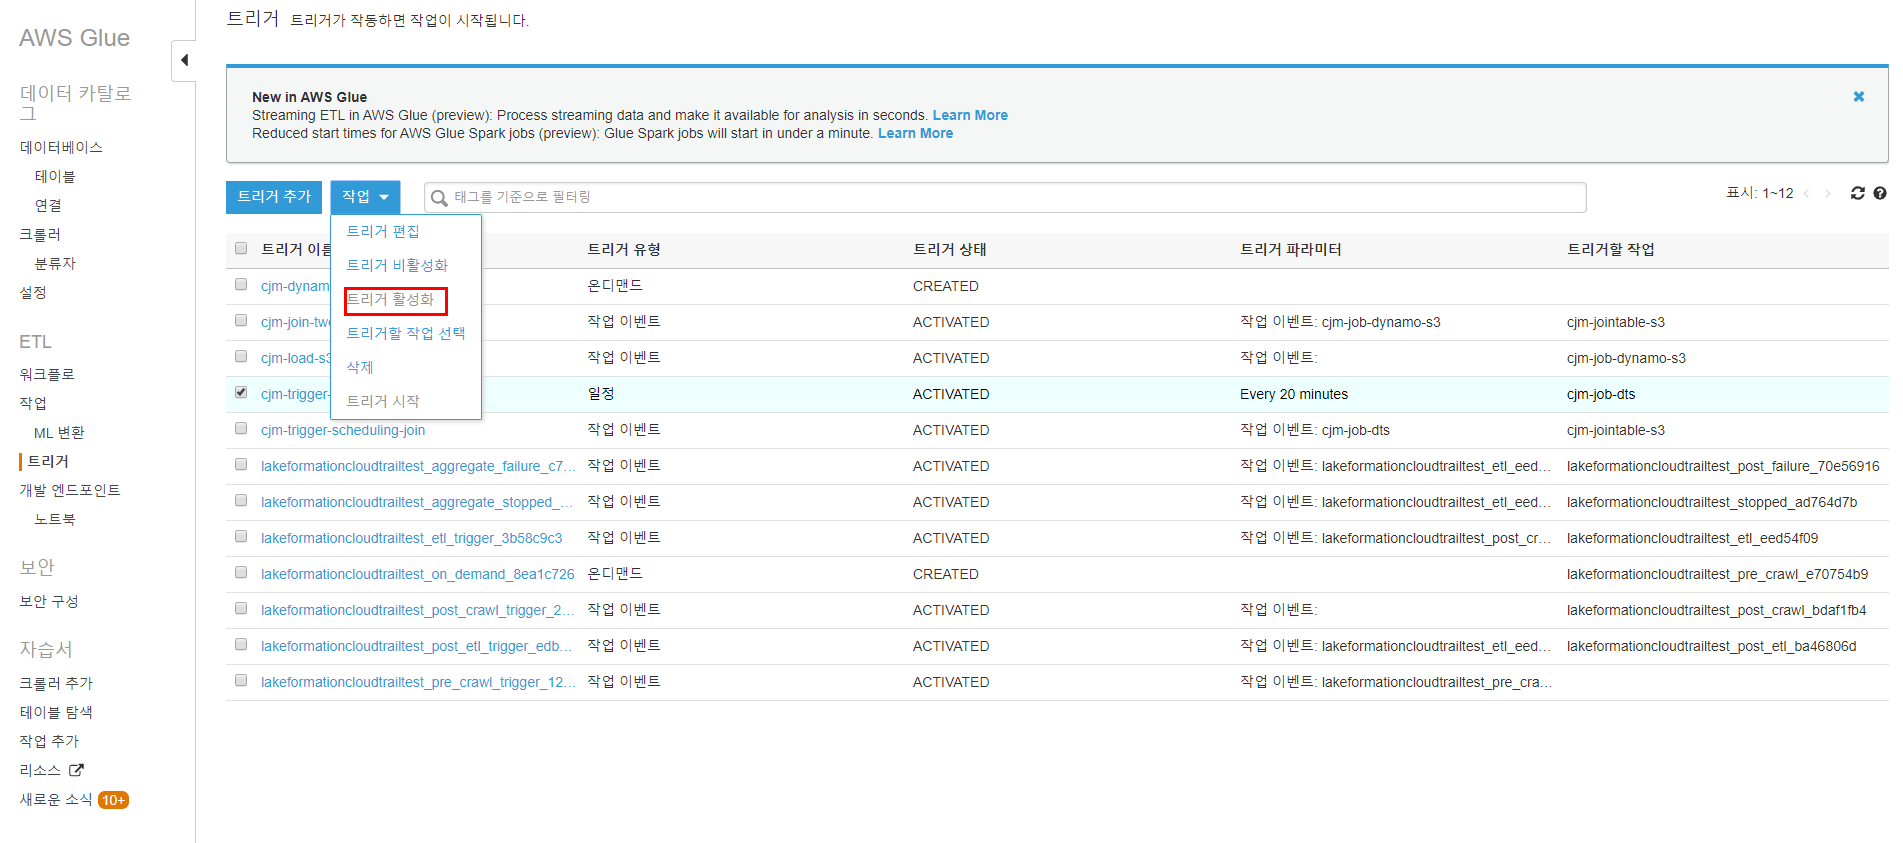 트리거 트리거가 작동하면 작업이 시작됩니다.
AWS Glue
데이터 카탈로
그
데이터베이스
테이블
연결
크롤러
분류자
설정
ETL
워크플로
작업
ML 변환
트리거
개발 엔드포인트
노트북
보안
보안 구성
자습서
크롤러 추가
테이블 탐색
작업 추가
리소스
새로운 소식 10+
New in AWS Glue
Streaming ETL in AWS Glue (preview): Process streaming data and make it available for analysis in seconds. Learn More
Reduced start times for AWS Glue Spark jobs (preview): Glue Spark jobs will start in under a minute. Learn More
트리거 추가 작업 태그를 기준으로 필터링 표시: 1~12
트리거 편집
트리거 비활성화
트리거 활성화
트리거할 작업 선택
삭제
트리거 시작
트리거 이름 트리거 유형 트리거 상태 트리거 파라미터 트리거할 작업
cjm-dynam 온디맨드 CREATED
cjm-join-tw 작업 이벤트 ACTIVATED 작업 이벤트: cjm-job-dynamo-s3 cjm-jointable-s3
cjm-load-s3 작업 이벤트 ACTIVATED 작업 이벤트: cjm-job-dynamo-s3
cjm-trigger- 일정 ACTIVATED Every 20 minutes cjm-job-dts
cjm-trigger-scheduling-join 작업 이벤트 ACTIVATED 작업 이벤트: cjm-job-dts cjm-jointable-s3
lakeformationcloudtrailtest_aggregate_failure_c7... 작업 이벤트 ACTIVATED 작업 이벤트: lakeformationcloudtrailtest_etl_eed... lakeformationcloudtrailtest_post_failure_70e56916
lakeformationcloudtrailtest_aggregate_stopped_... 작업 이벤트 ACTIVATED 작업 이벤트: lakeformationcloudtrailtest_etl_eed... lakeformationcloudtrailtest_stopped_ad764d7b
lakeformationcloudtrailtest_etl_trigger_3b58c9c3 작업 이벤트 ACTIVATED 작업 이벤트: lakeformationcloudtrailtest_post_cr... lakeformationcloudtrailtest_etl_eed54f09
lakeformationcloudtrailtest_on_demand_8ea1c726 온디맨드 CREATED lakeformationcloudtrailtest_pre_crawl_e70754b9
lakeformationcloudtrailtest_post_crawl_trigger_2... 작업 이벤트 ACTIVATED 작업 이벤트: lakeformationcloudtrailtest_post_crawl_bdaf1fb4
lakeformationcloudtrailtest_post_etl_trigger_edb... 작업 이벤트 ACTIVATED 작업 이벤트: lakeformationcloudtrailtest_etl_eed... lakeformationcloudtrailtest_post_etl_ba46806d
lakeformationcloudtrailtest_pre_crawl_trigger_12... 작업 이벤트 ACTIVATED 작업 이벤트: lakeformationcloudtrailtest_pre_cra...